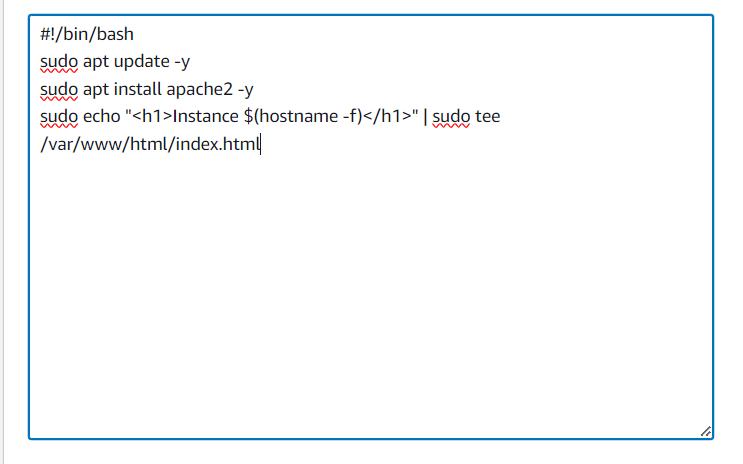 #!/bin/bash
sudo apt update -y
sudo apt install apache2 -y
sudo echo "<h1>Instance $(hostname -f)</h1>" | sudo tee
/var/www/html/index.html